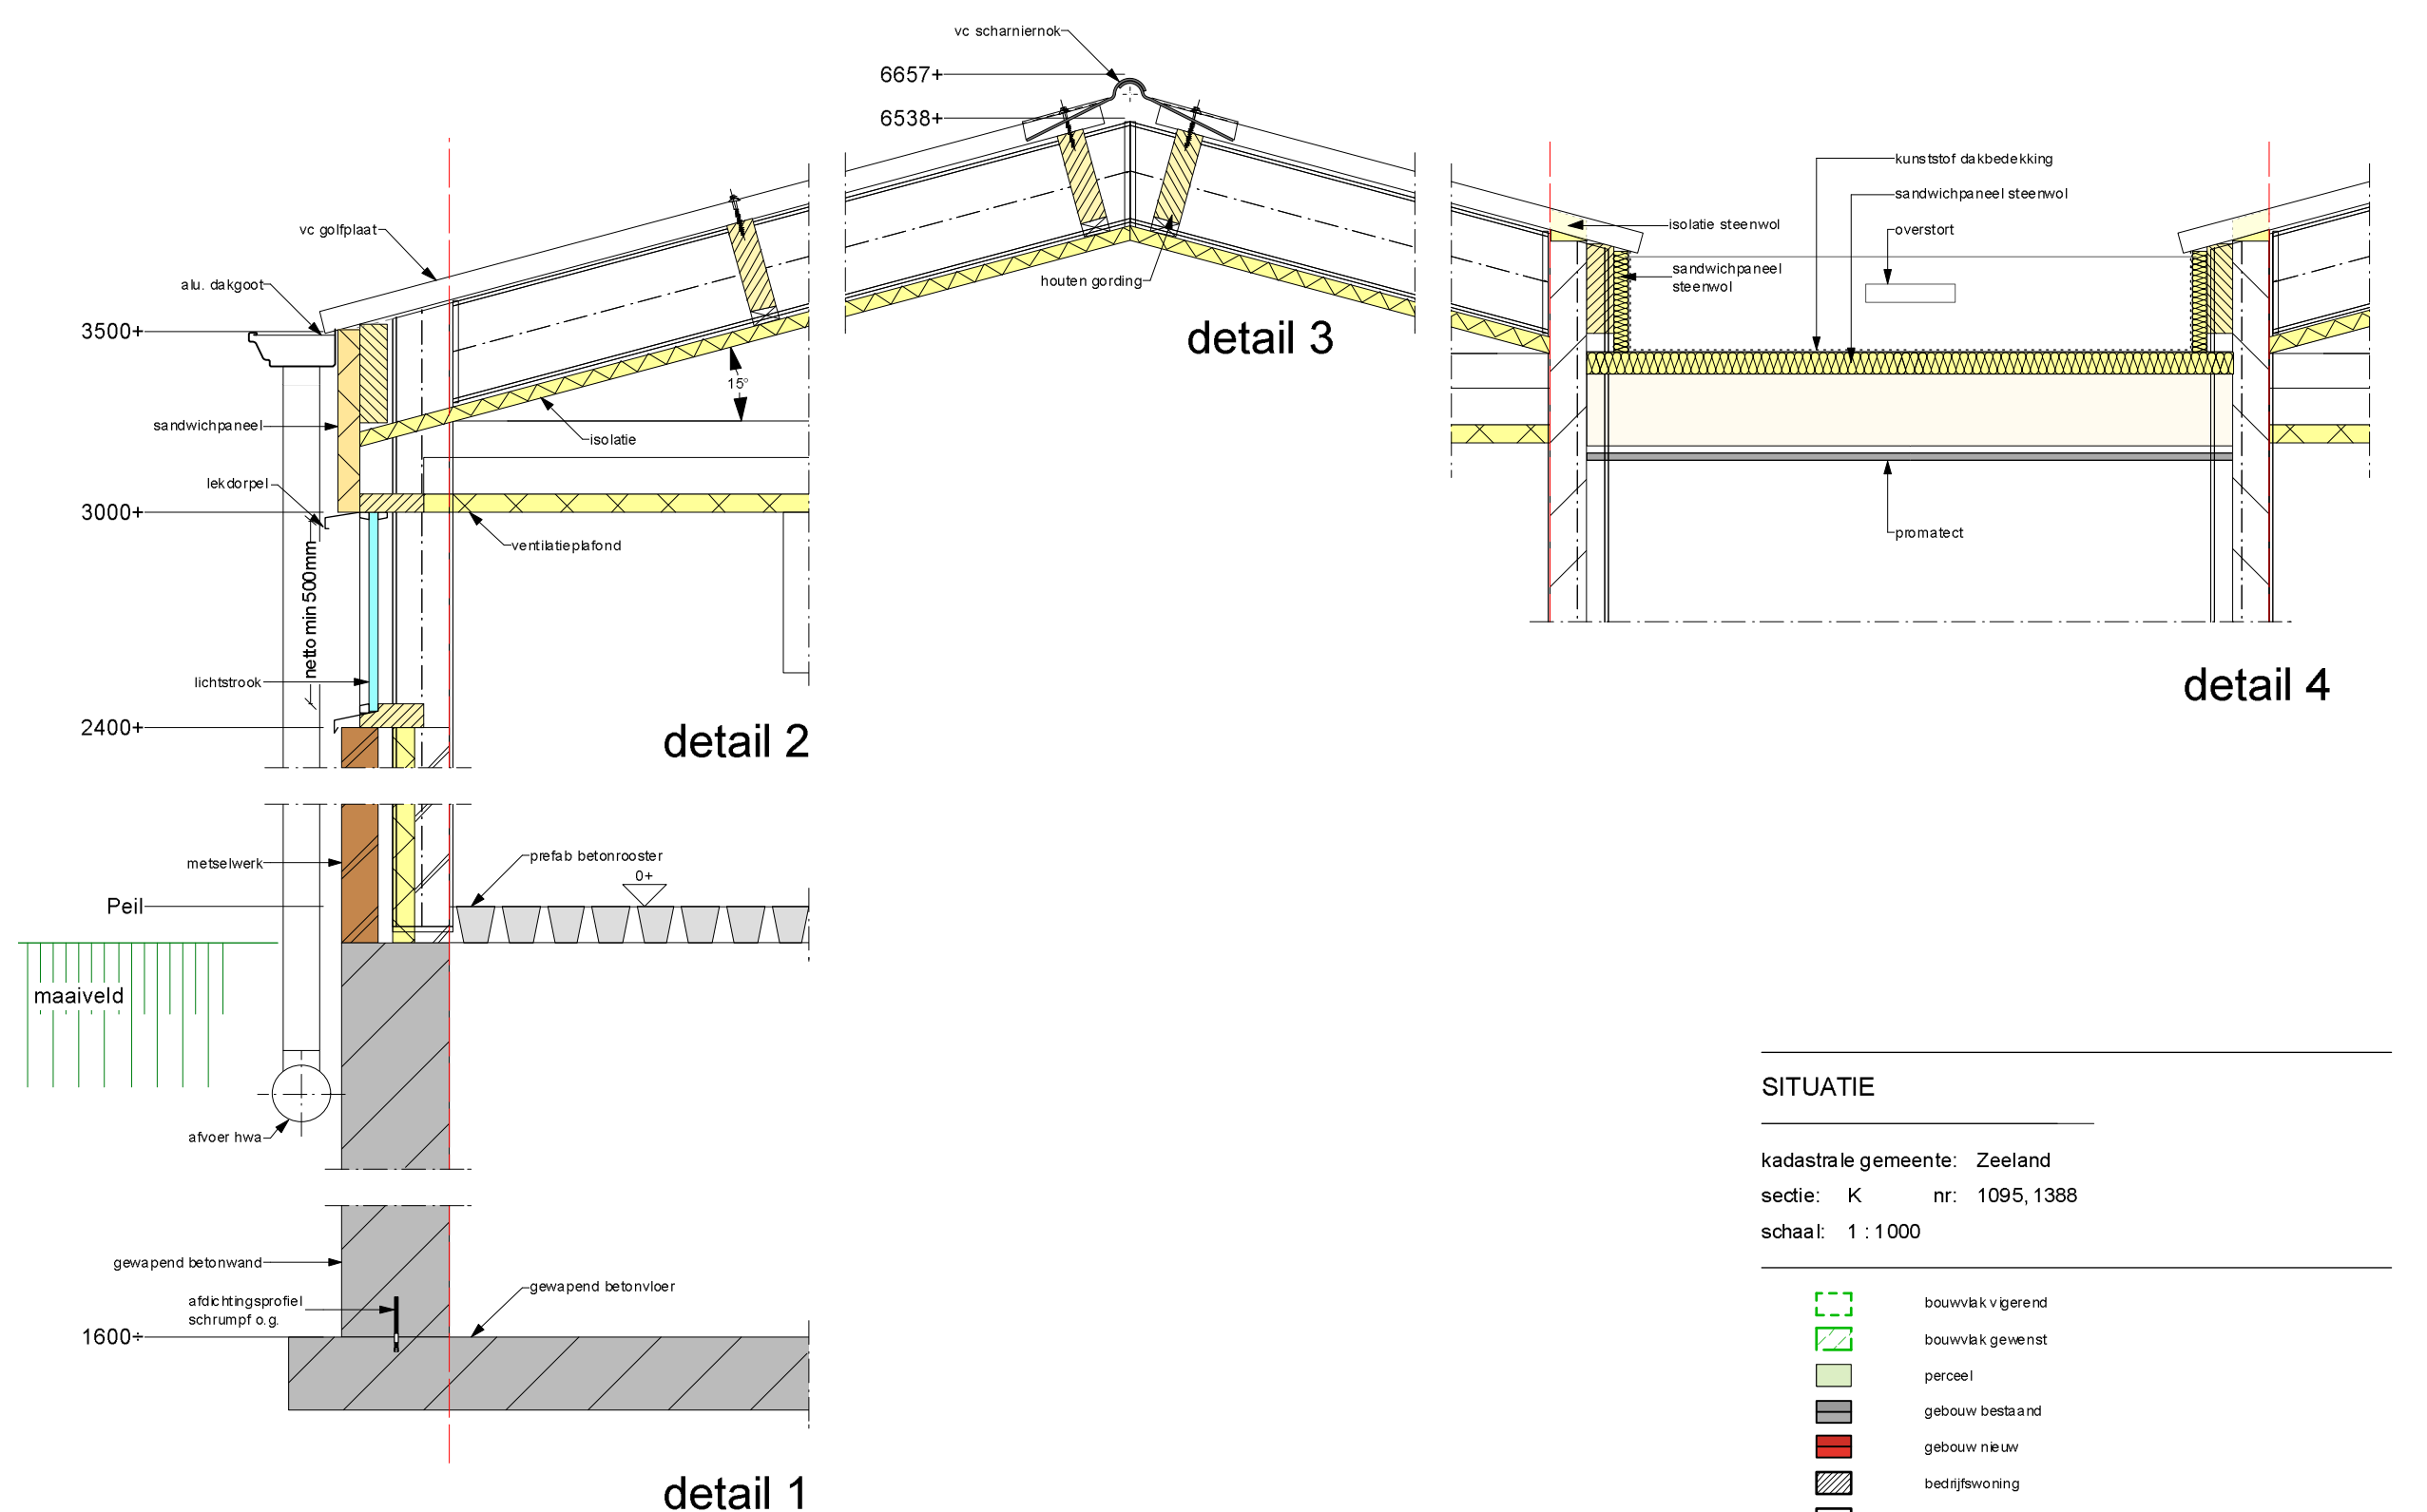 vc scharniernok
6657+
6538+
houten gording
detail 3
vc golfplaat
alu. dakgoot
3500+
15°
sandwichpaneel
isolatie
lekdorpel
3000+
ventilatieplafond
netto min 500mm
lichtstrook
2400+
detail 2
kunststof dakbedekking
sandwichpaneel steenwol
isolatie steenwol
overstort
sandwichpaneel
steenwol
promatect
detail 4
metselwerk
prefab betonrooster
0+
Peil
maaiveld
afvoer hwa
gewapend betonwand
gewapend betonvloer
afdichtingsprofiel
schrumpf o.g.
1600÷
detail 1
SITUATIE
kadastrale gemeente: Zeeland
sectie: K nr: 1095, 1388
schaal: 1 : 1000
bouwvlak vigerend
bouwvlak gewenst
perceel
gebouw bestaand
gebouw nieuw
bedrijfswoning